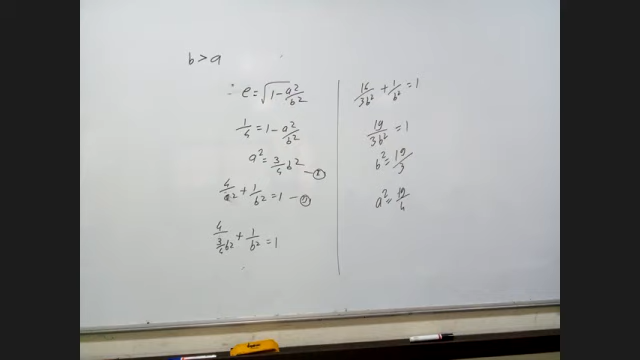 b > a
∴ e = √1 - a²/b²
1/4 = 1 - a²/b²
a² = 3/4 b²
4/a² + 1/b² = 1
4/(3/4 b²) + 1/b² = 1
16/3b² + 1/b² = 1
19/3b² = 1
b² = 19/3
a² = 19/4